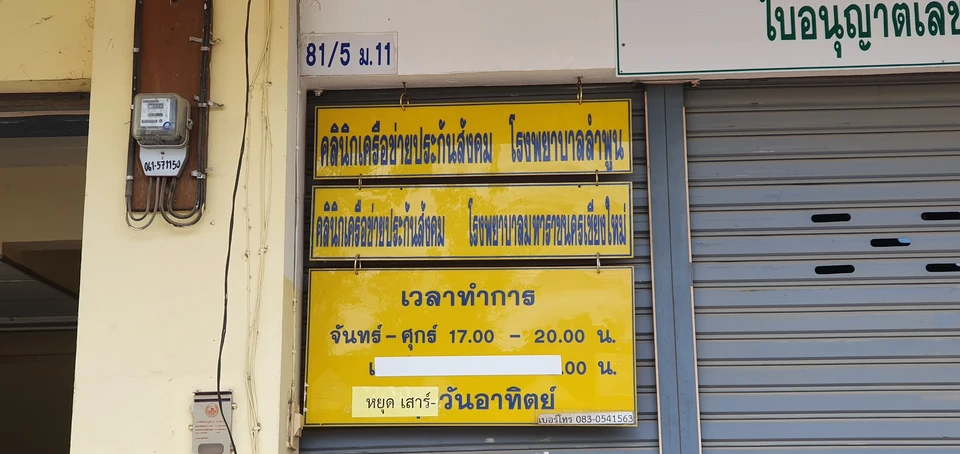 81/5 ม.11
ใบอนุญาตเลข
คลินิกเครือข่ายประกันสังคม โรงพยาบาลลำพูน
คลินิกเครือข่ายประกันสังคม โรงพยาบาลมหาราชนครเชียงใหม่
เวลาทำการ
จันทร์ - ศุกร์ 17.00 - 20.00 น.
.00 น.
หยุด เสาร์-วันอาทิตย์
เบอร์โทร 083-0541563
061-571150